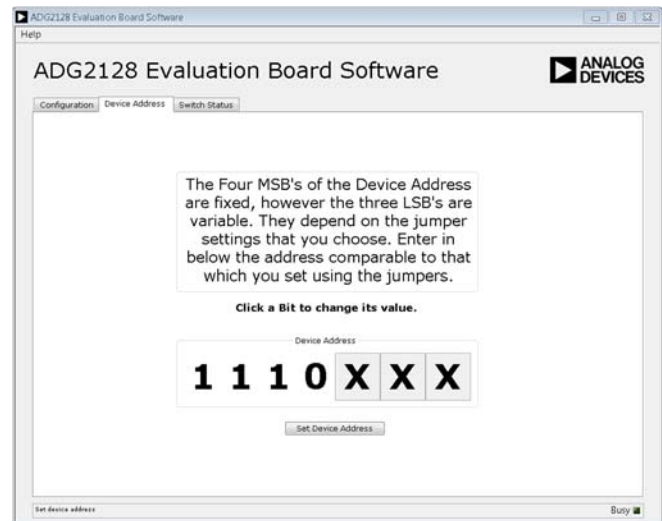 ADG2128 Evaluation Board Software
Help
ADG2128 Evaluation Board Software
ANALOG
DEVICES
Configuration Device Address Switch Status
The Four MSB's of the Device Address
are fixed, however the three LSB's are
variable. They depend on the jumper
settings that you choose. Enter in
below the address comparable to that
which you set using the jumpers.
Click a Bit to change its value.
Device Address
1 1 1 0 X X X
Set Device Address
Set device address Busy